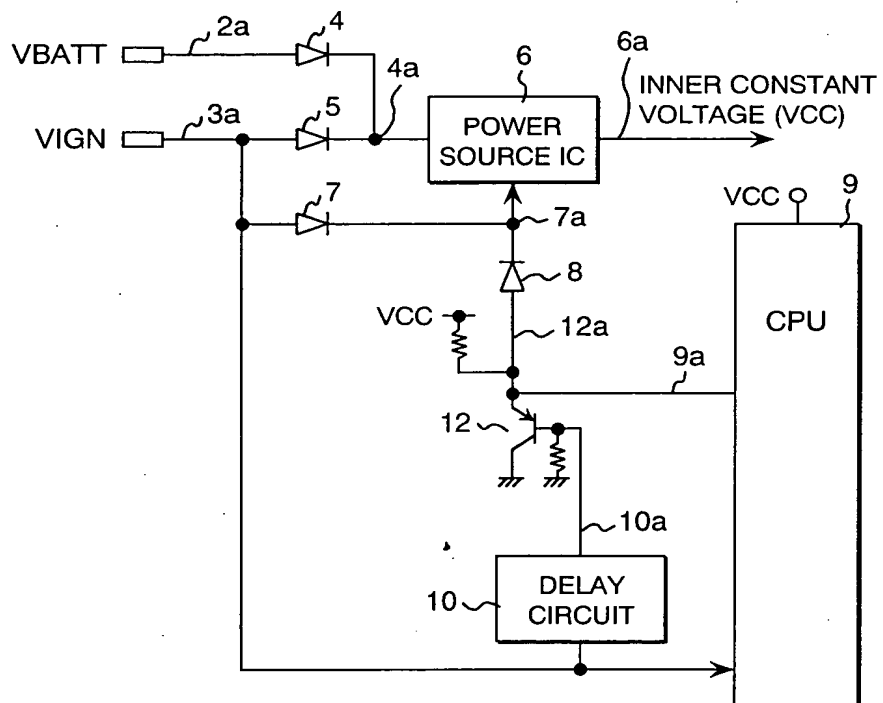 2a
4
VBATT
4a
6
6a
3a
5
VIGN
POWER
SOURCE IC
INNER CONSTANT
VOLTAGE (VCC)
7
7a
VCC
9
8
VCC
12a
CPU
9a
12
10a
10
DELAY
CIRCUIT